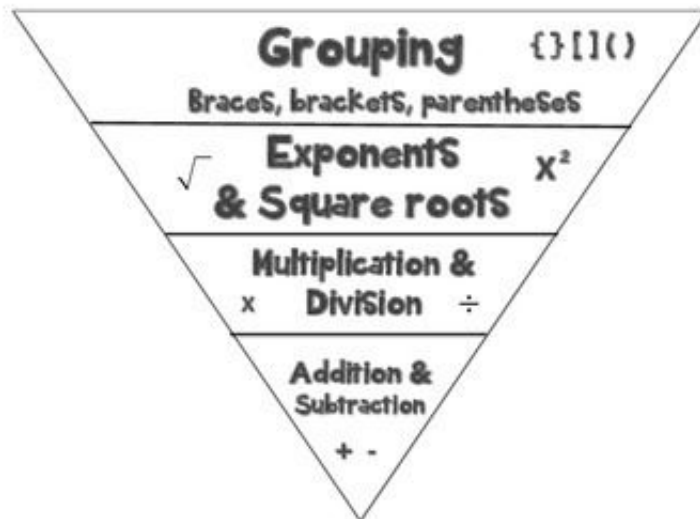 Grouping {}[]()
Braces, brackets, parentheses
Exponents
√ x²
& Square roots
Multiplication &
x Division ÷
Addition &
Subtraction
+ -